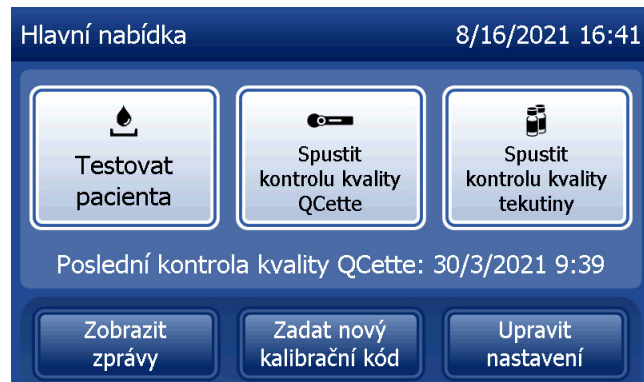 Hlavní nabídka 8/16/2021 16:41
Testovat
pacienta
Spustit
kontrolu kvality
QCette
Spustit
kontrolu kvality
tekutiny
Poslední kontrola kvality QCette: 30/3/2021 9:39
Zobrazit
zprávy
Zadat nový
kalibrační kód
Upravit
nastavení